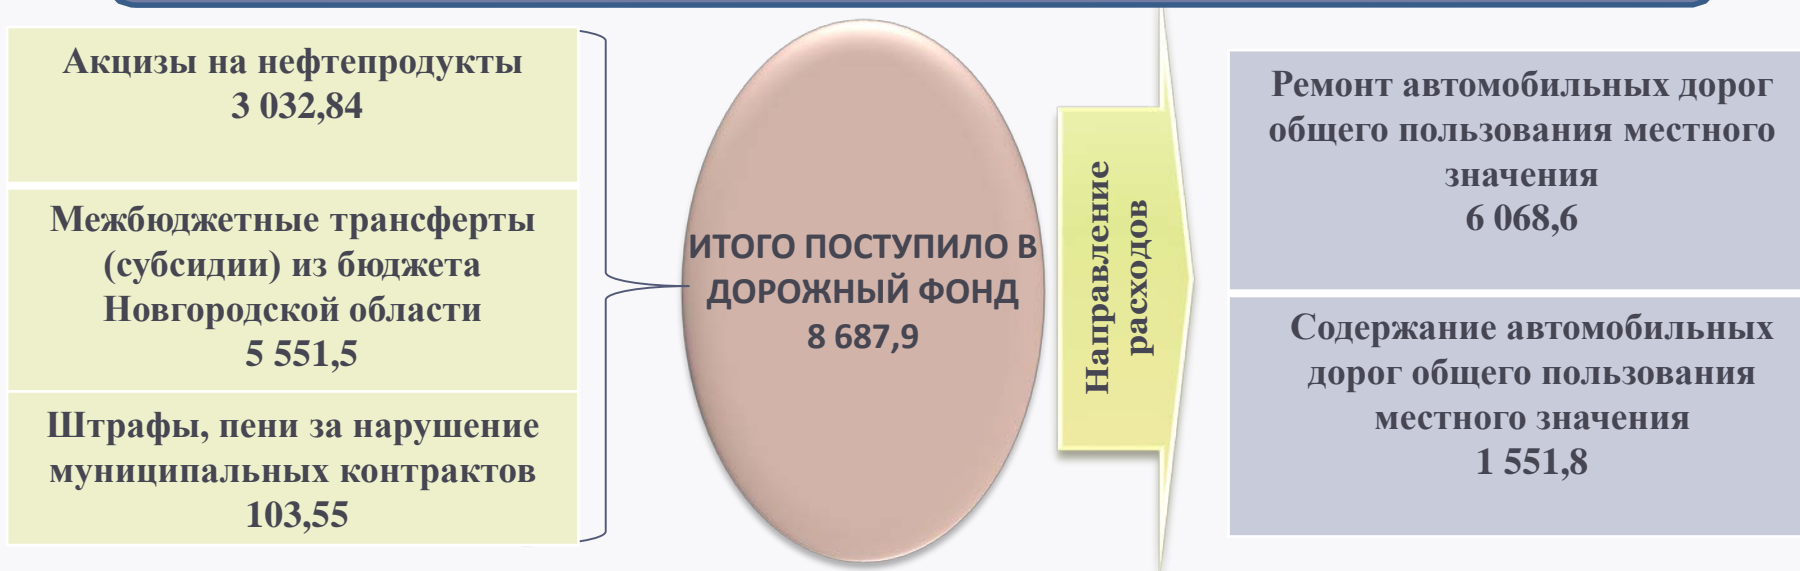 Акцизы на нефтепродукты
3 032,84
Межбюджетные трансферты
(субсидии) из бюджета
Новгородской области
5 551,5
Штрафы, пени за нарушение
муниципальных контрактов
103,55
ИТОГО ПОСТУПИЛО В
ДОРОЖНЫЙ ФОНД
8 687,9
Направление
расходов
Ремонт автомобильных дорог
общего пользования местного
значения
6 068,6
Содержание автомобильных
дорог общего пользования
местного значения
1 551,8